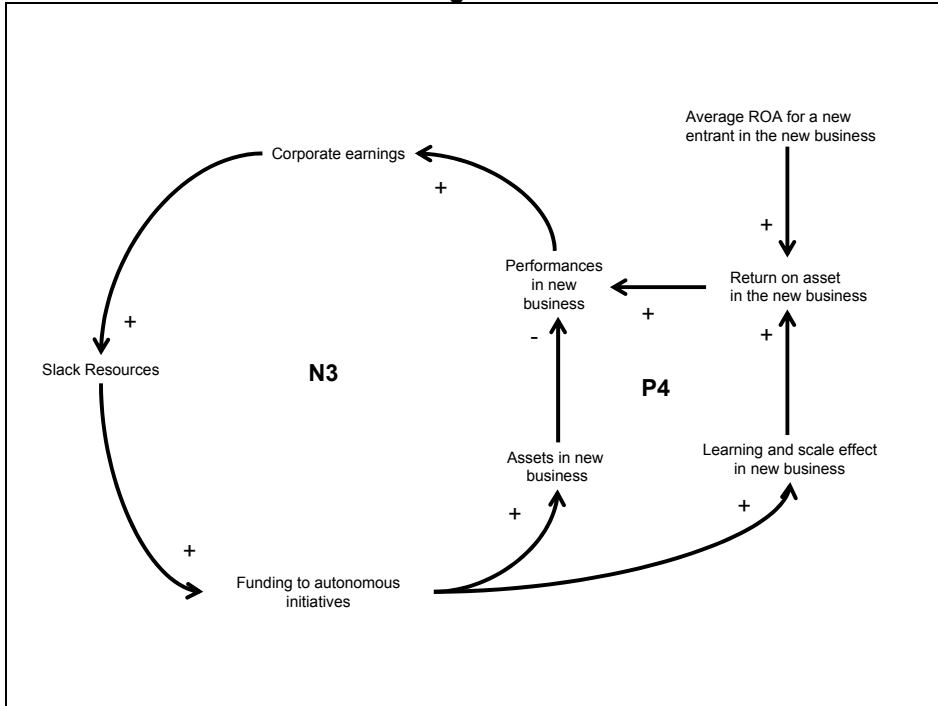 Average ROA for a new
entrant in the new business
Corporate earnings
+
+
Performances
in new
business
Return on asset
in the new business
+
+
-
+
Slack Resources
N3
P4
Assets in new
business
Learning and scale effect
in new business
+
+
+
Funding to autonomous
initiatives